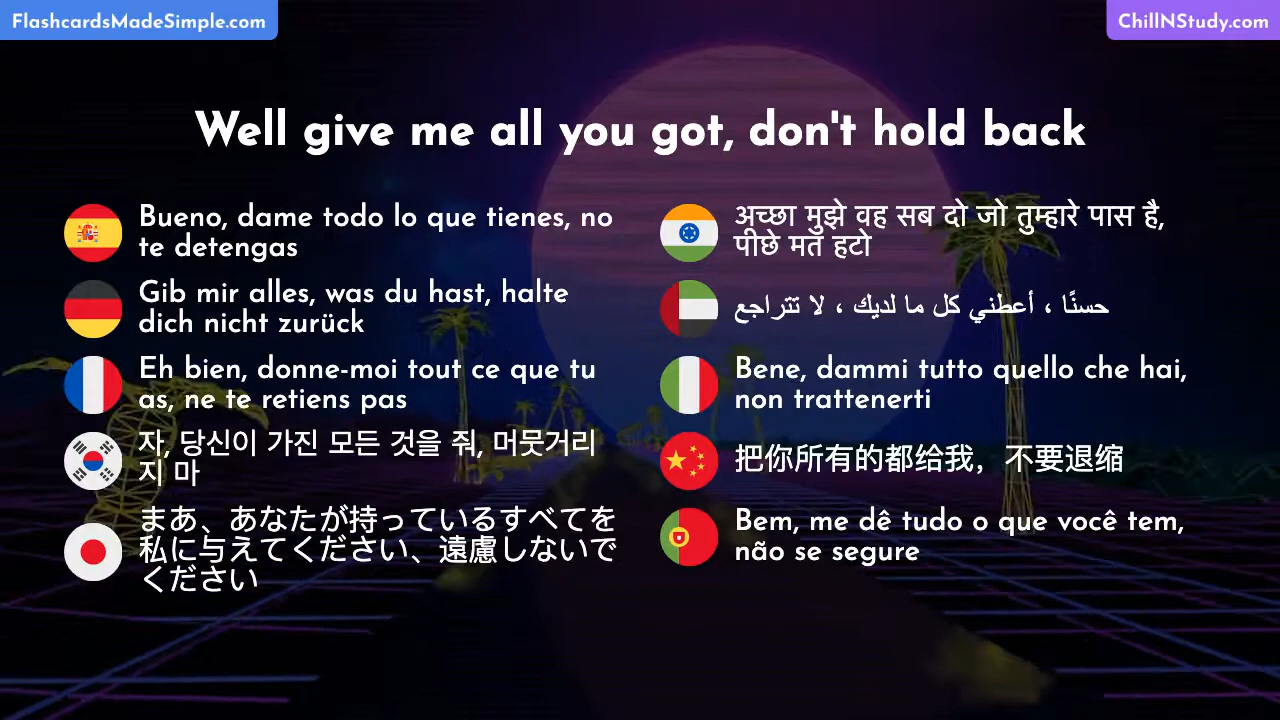 FlashcardsMadeSimple.com
ChillNStudy.com
Well give me all you got, don't hold back
Bueno, dame todo lo que tienes, no
te detengas
Gib mir alles, was du hast, halte
dich nicht zurück
Eh bien, donne-moi tout ce que tu
as, ne te retiens pas
자, 당신이 가진 모든 것을 줘, 머뭇거리
지 마
まあ、あなたが持っているすべてを
私に与えてください、遠慮しないで
ください
अच्छा मुझे वह सब दो जो तुम्हारे पास है,
पीछे मत हटो
حسنًا ، أعطني كل ما لديك ، لا تتراجع
Bene, dammi tutto quello che hai,
non trattenerti
把你所有的都给我，不要退缩
Bem, me dê tudo o que você tem,
não se segure